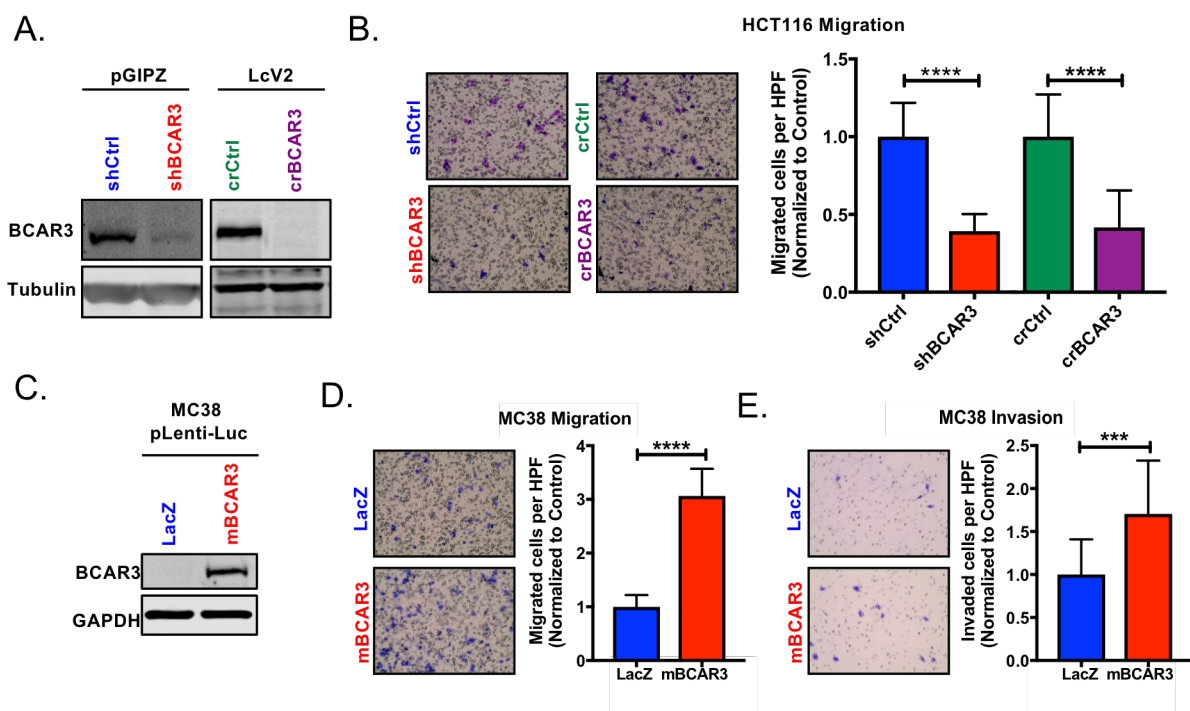 A.
pGIPZ
LcV2
shCtrl
shBCAR3
crCtrl
crBCAR3
BCAR3
Tubulin
B.
HCT116 Migration
shCtrl
crCtrl
shBCAR3
crBCAR3
Migrated cells per HPF
(Normalized to Control)
1.5
1.0
0.5
0.0
****
****
shCtrl
shBCAR3
crCtrl
crBCAR3
C.
MC38
pLenti-Luc
LacZ
mBCAR3
BCAR3
GAPDH
D.
MC38 Migration
LacZ
mBCAR3
Migrated cells per HPF
(Normalized to Control)
4
3
2
1
0
****
LacZ mBCAR3
E.
MC38 Invasion
LacZ
mBCAR3
Invaded cells per HPF
(Normalized to Control)
2.5
2.0
1.5
1.0
0.5
0.0
***
LacZ mBCAR3